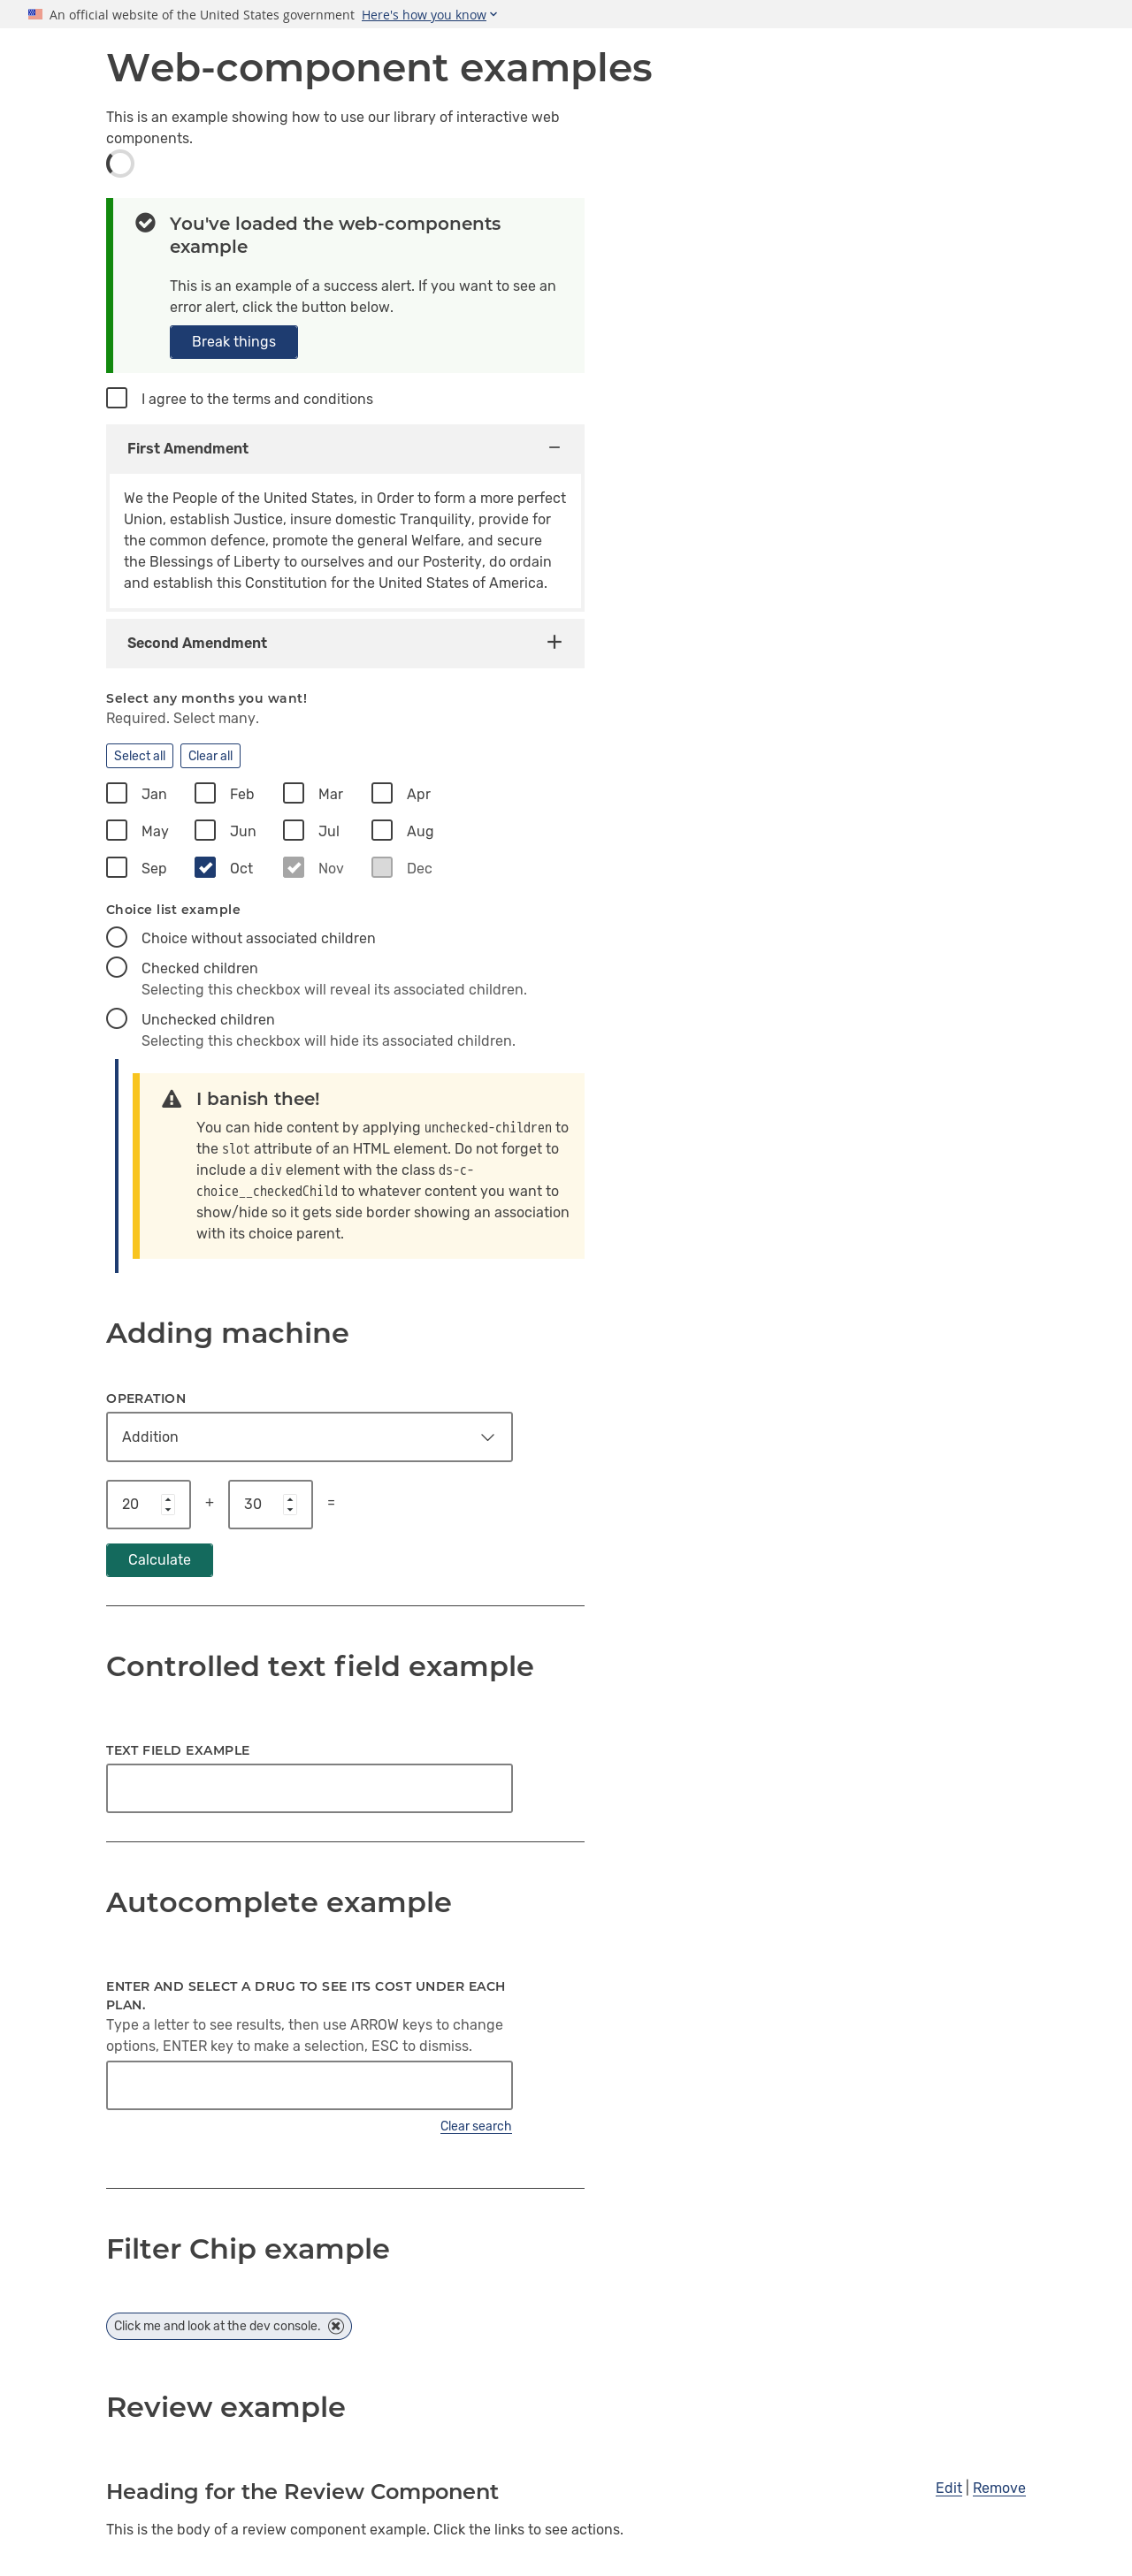 An official website of the United States government Here's how you know
Web-component examples
This is an example showing how to use our library of interactive web
components.
You've loaded the web-components
example
This is an example of a success alert. If you want to see an
error alert, click the button below.
Break things
I agree to the terms and conditions
First Amendment
We the People of the United States, in Order to form a more perfect
Union, establish Justice, insure domestic Tranquility, provide for
the common defence, promote the general Welfare, and secure
the Blessings of Liberty to ourselves and our Posterity, do ordain
and establish this Constitution for the United States of America.
Second Amendment
Select any months you want!
Required. Select many.
Select all Clear all
Jan Feb Mar Apr
May Jun Jul Aug
Sep Oct Nov Dec
Choice list example
Choice without associated children
Checked children
Selecting this checkbox will reveal its associated children.
Unchecked children
Selecting this checkbox will hide its associated children.
I banish thee!
You can hide content by applying unchecked-children to
the slot attribute of an HTML element. Do not forget to
include a div element with the class ds-c-
choice__checkedChild to whatever content you want to
show/hide so it gets side border showing an association
with its choice parent.
Adding machine
OPERATION
Addition
20 + 30 =
Calculate
Controlled text field example
TEXT FIELD EXAMPLE
Autocomplete example
ENTER AND SELECT A DRUG TO SEE ITS COST UNDER EACH
PLAN.
Type a letter to see results, then use ARROW keys to change
options, ENTER key to make a selection, ESC to dismiss.
Clear search
Filter Chip example
Click me and look at the dev console.
Review example
Heading for the Review Component
Edit | Remove
This is the body of a review component example. Click the links to see actions.